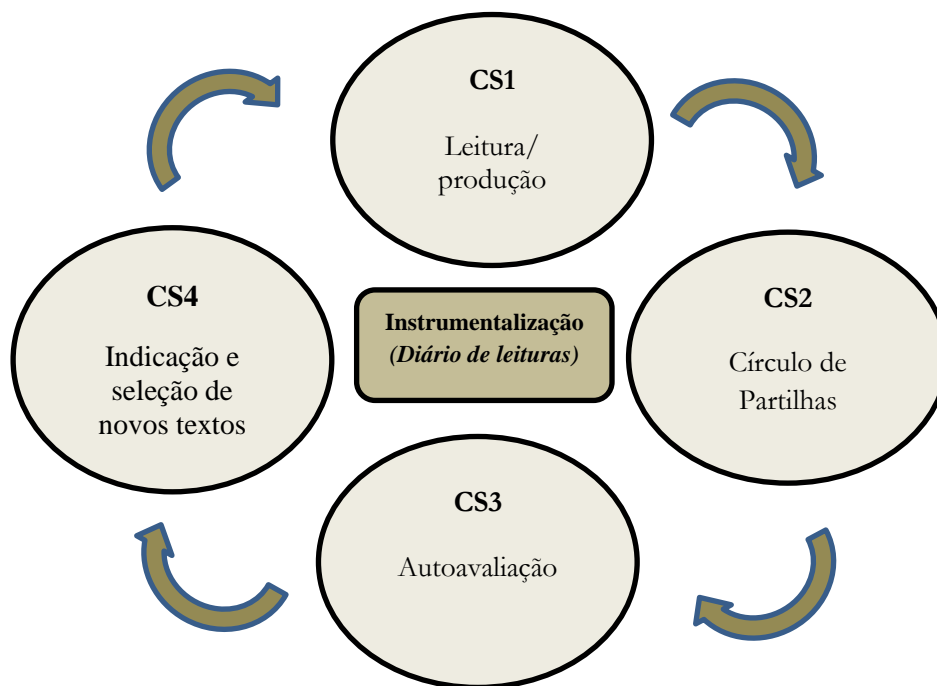 CS1
Leitura/
produção
CS4
Indicação e
seleção de
novos textos
Instrumentalização
(Diário de leituras)
CS2
Círculo de
Partilhas
CS3
Autoavaliação